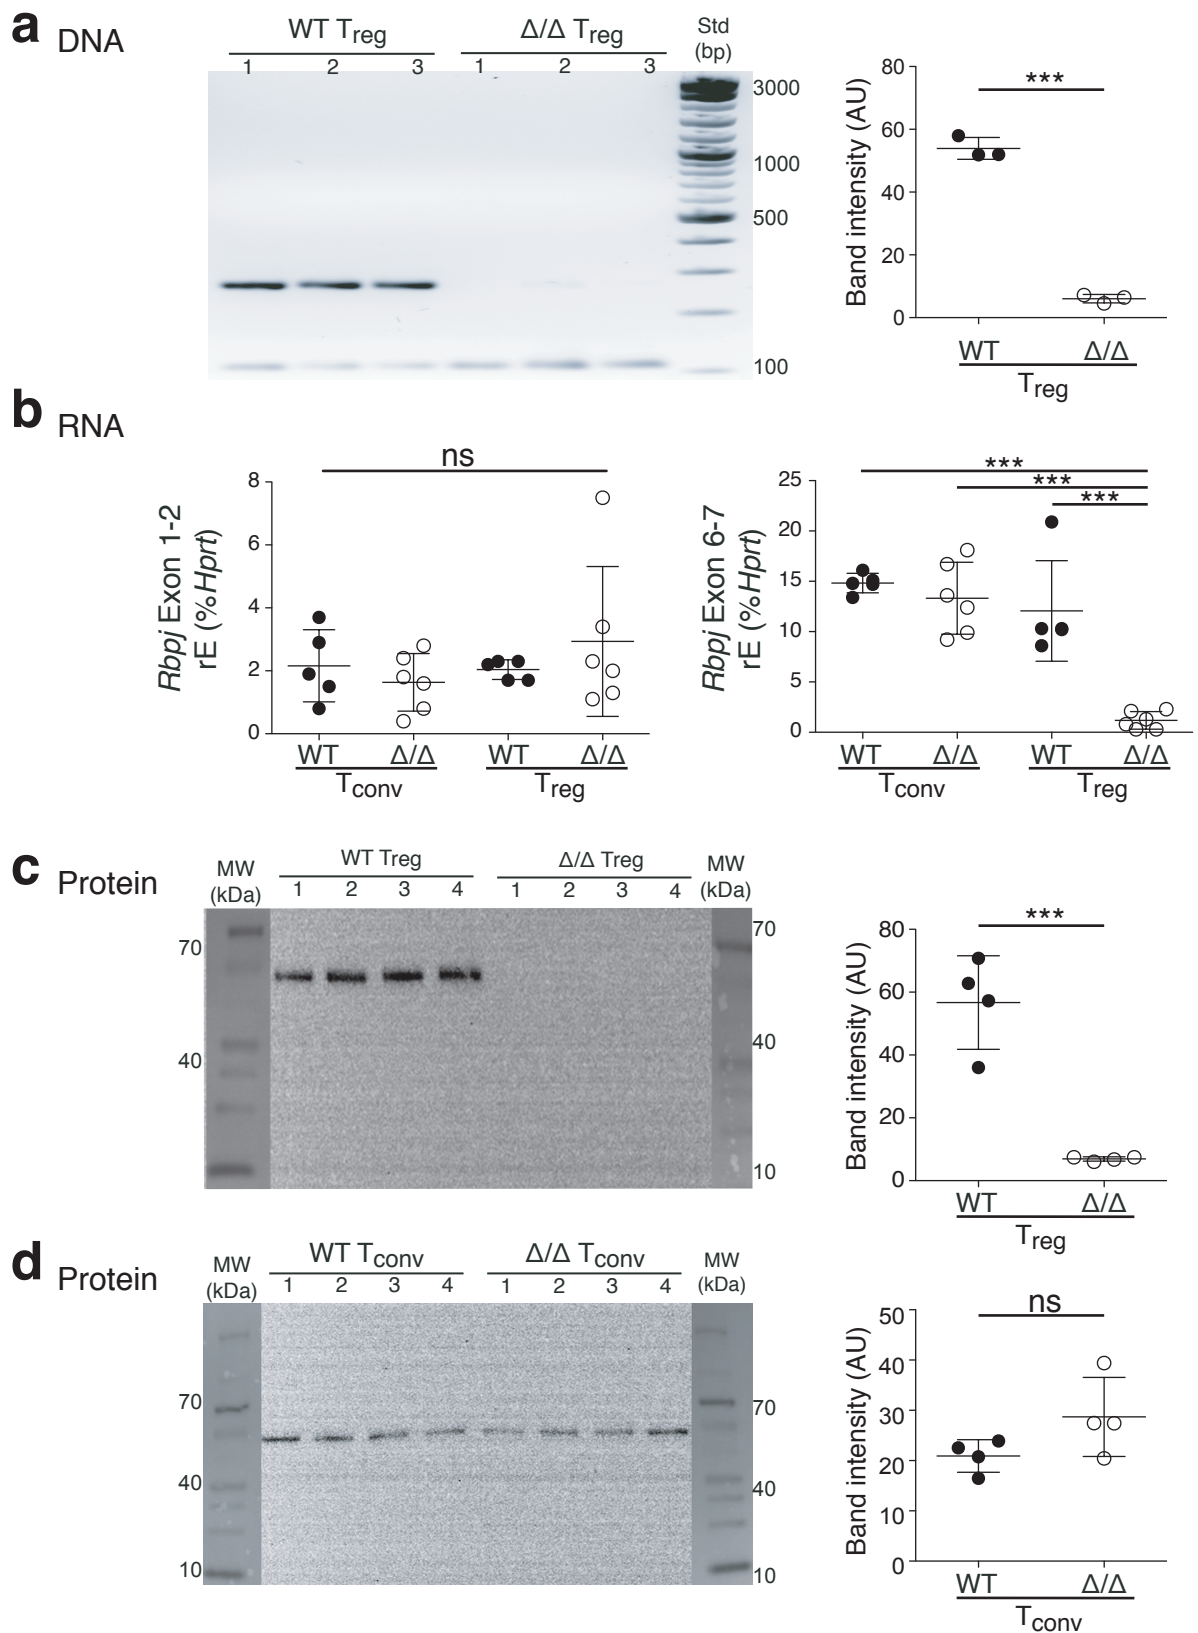 a DNA
WT Treg Δ/Δ Treg Std (bp)
1 2 3 1 2 3
3000
1000
500
100
Band intensity (AU)
80
60
40
20
0
***
WT Δ/Δ
Treg
b RNA
Rbpj Exon 1-2
rE (%Hprt)
8
6
4
2
0
ns
WT Δ/Δ WT Δ/Δ
Tconv Treg
Rbpj Exon 6-7
rE (%Hprt)
25
20
15
10
5
0
***
***
***
WT Δ/Δ WT Δ/Δ
Tconv Treg
c Protein
MW (kDa) WT Treg Δ/Δ Treg MW (kDa)
1 2 3 4 1 2 3 4
70 70
40 40
10
Band intensity (AU)
80
60
40
20
0
***
WT Δ/Δ
Treg
d Protein
MW (kDa) WT Tconv Δ/Δ Tconv MW (kDa)
1 2 3 4 1 2 3 4
70 70
40 40
10 10
Band intensity (AU)
50
40
30
20
10
0
ns
WT Δ/Δ
Tconv